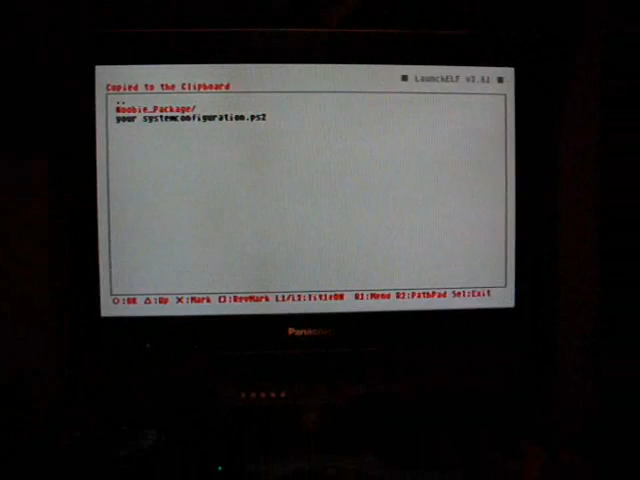 ■ LaunchELF v3.61 ■
Copied to the Clipboard
..
Noobie_Package/
your systemconfiguration.ps2
○:OK △:Up ✕:Mark □:RevMark L1/L2:TitleON R1:Menu R2:PathPad Sel:Exit
Panasonic